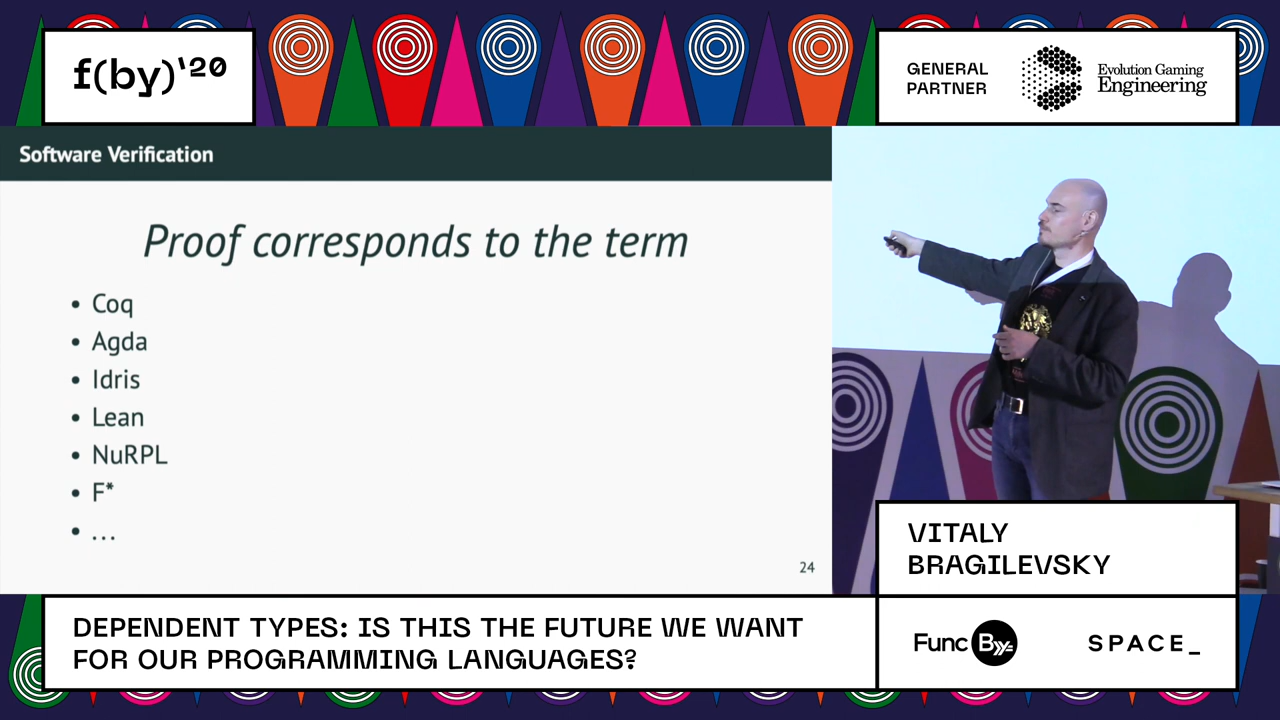 f(by)'20
GENERAL
PARTNER
Evolution Gaming
Engineering
Software Verification
Proof corresponds to the term
• Coq
• Agda
• Idris
• Lean
• NuRPL
• F*
• ...
24
VITALY
BRAGILEVSKY
DEPENDENT TYPES: IS THIS THE FUTURE WE WANT
FOR OUR PROGRAMMING LANGUAGES?
Func By
SPACE_